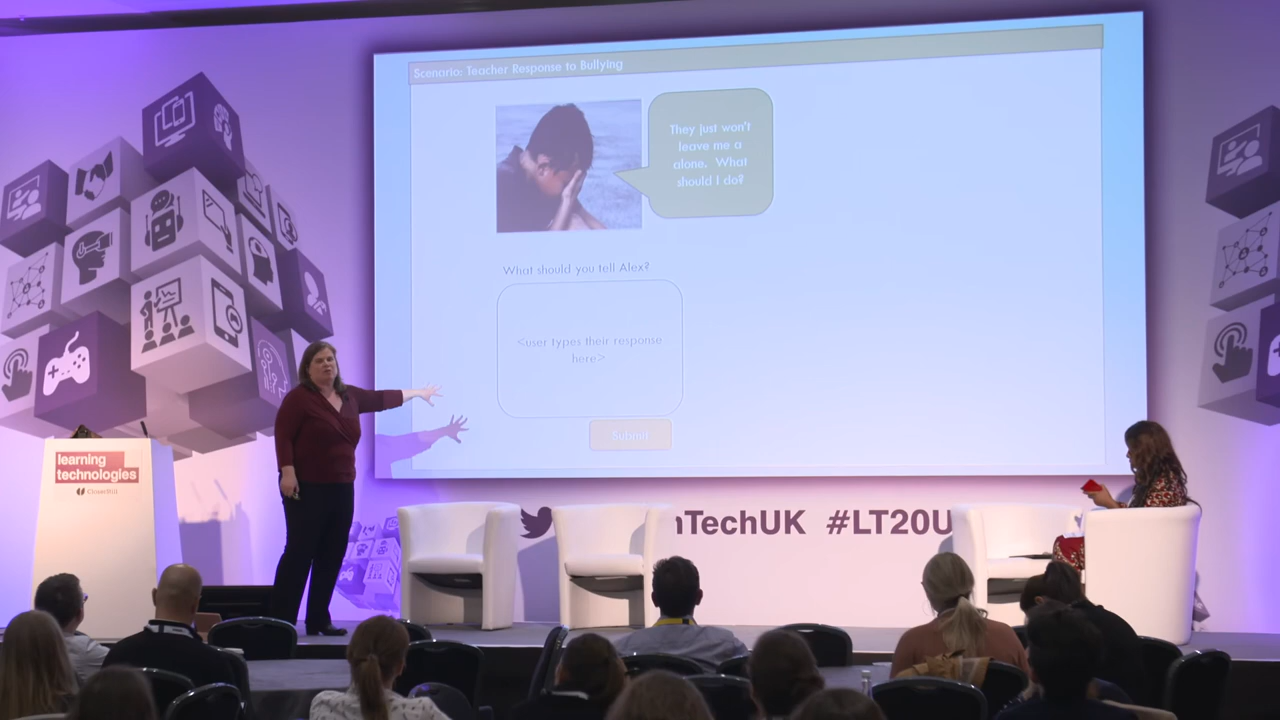 Scenario: Teacher Response to Bullying
They just won't
leave me a
alone. What
should I do?
What should you tell Alex?
<user types their response
here>
Submit
learning
technologies
CloserStill
nTechUK #LT20U